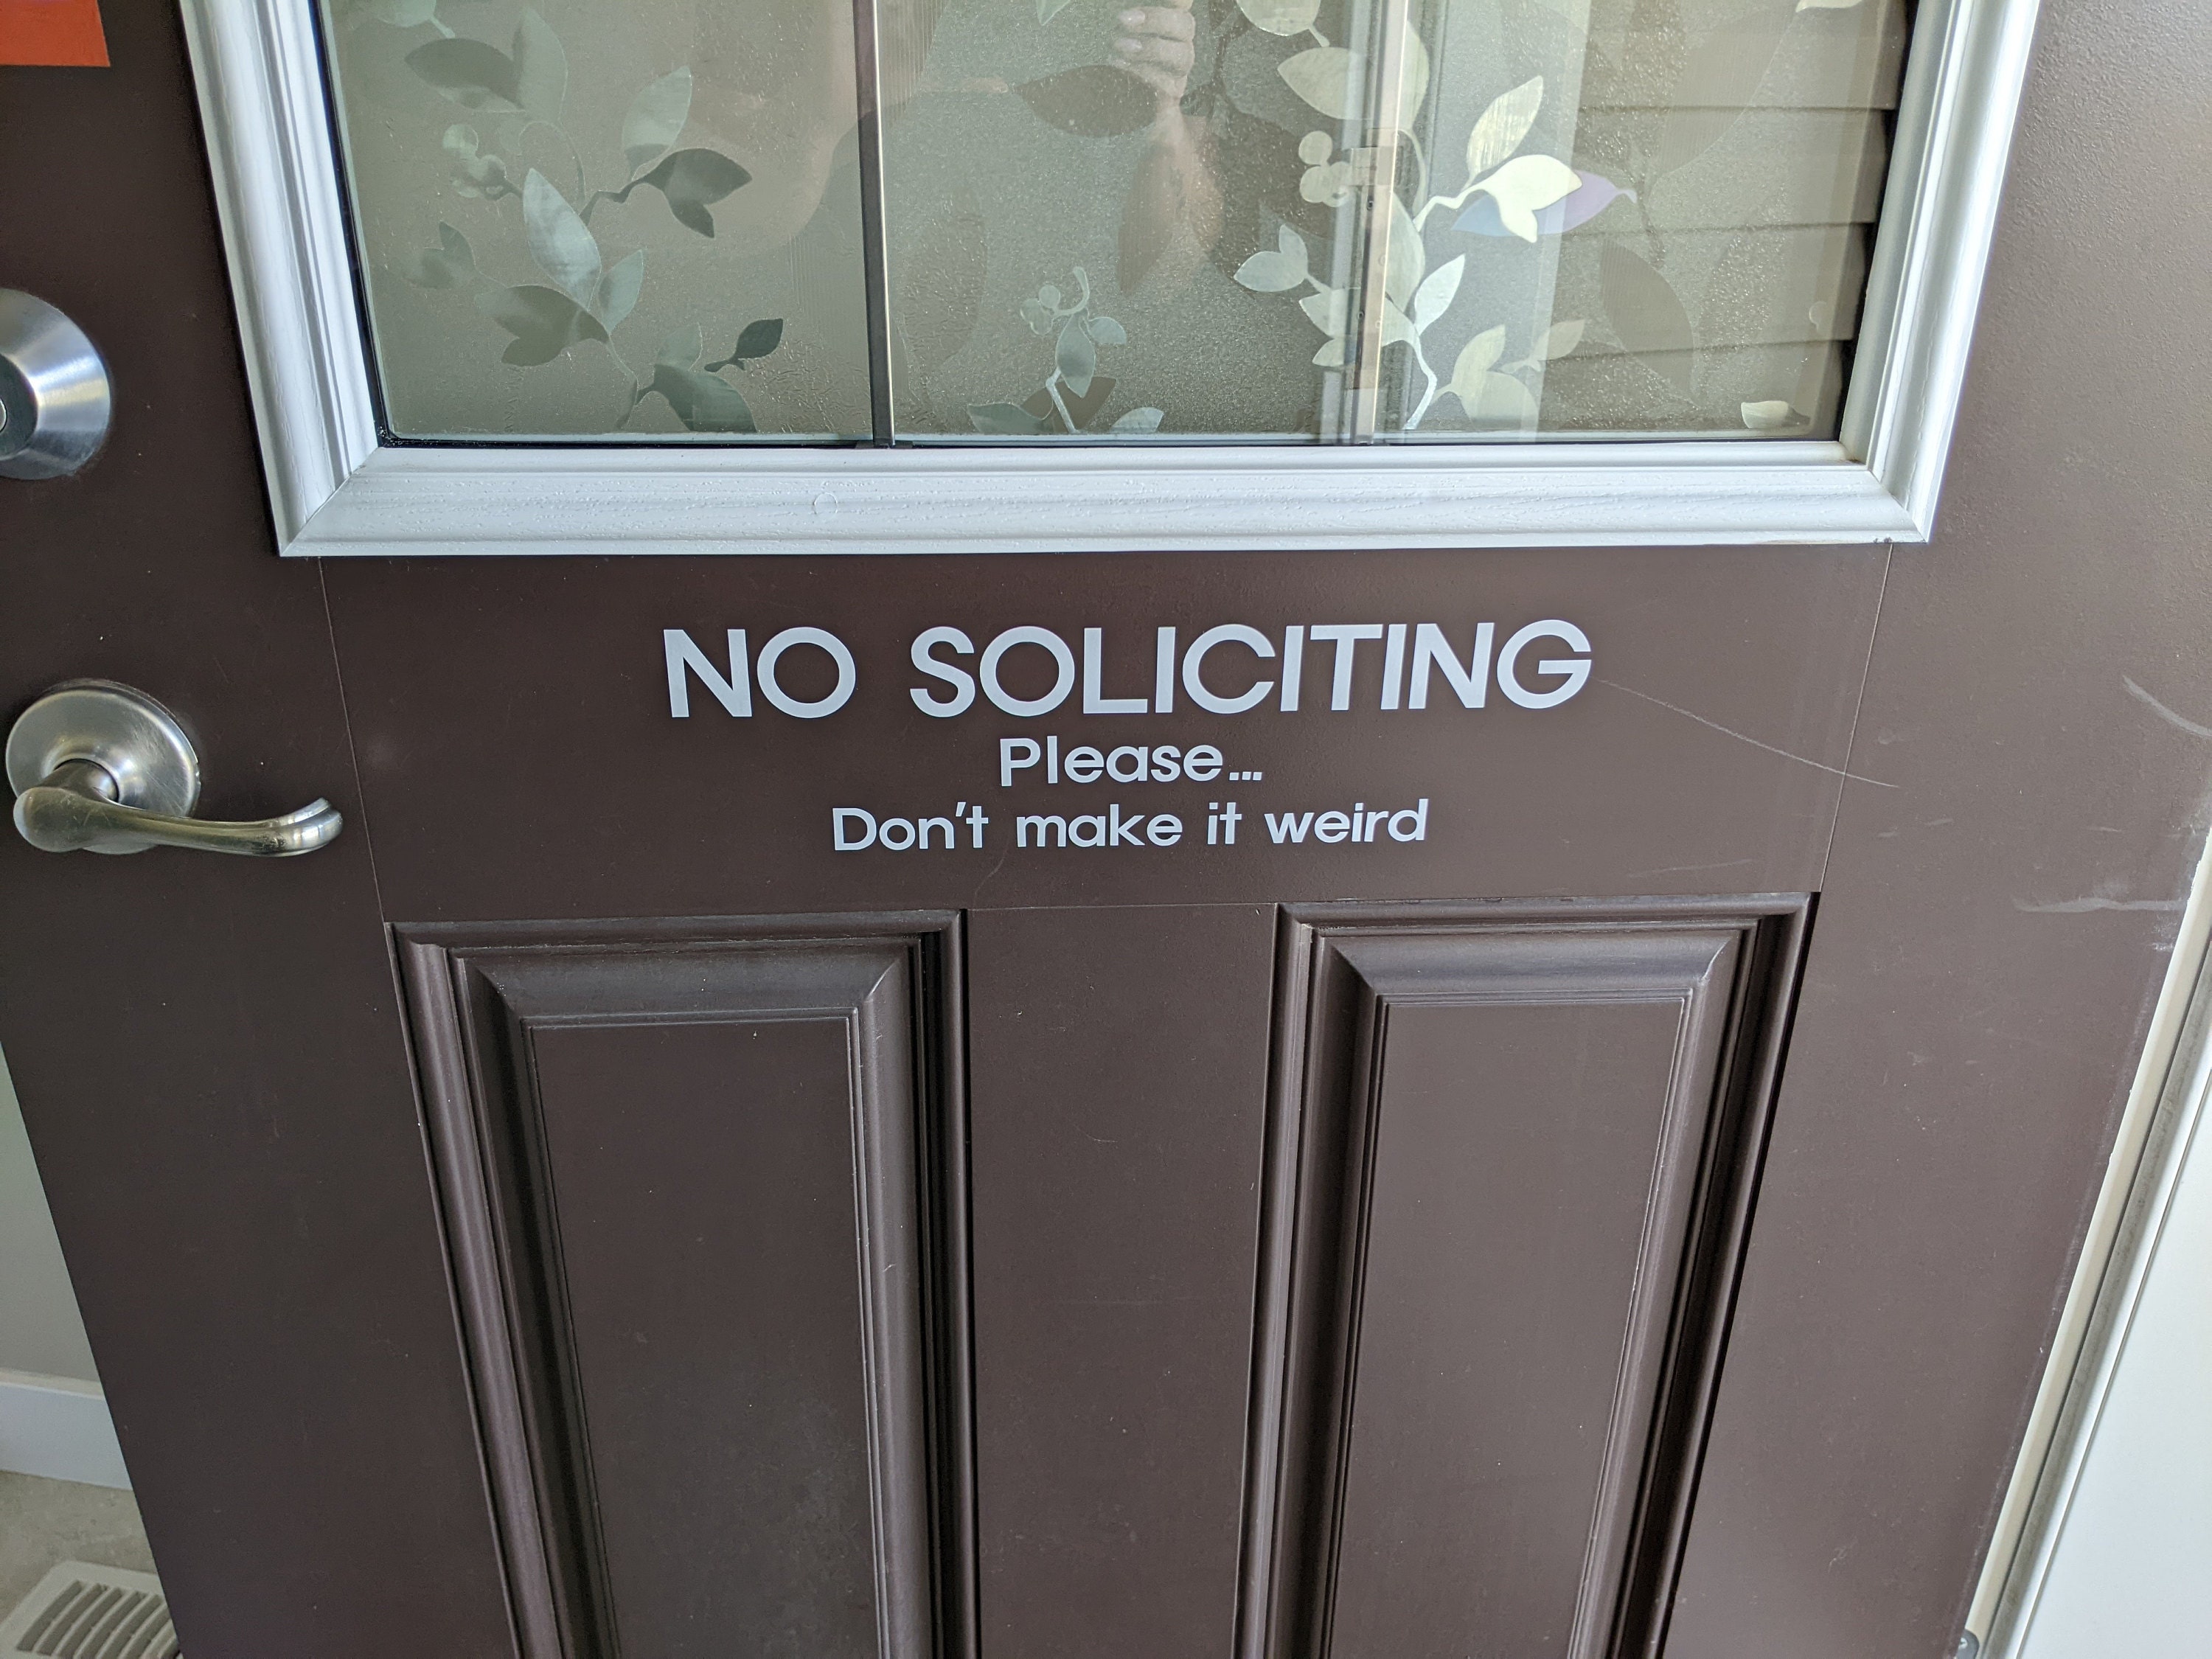 NO SOLICITING
Please...
Don't make it weird